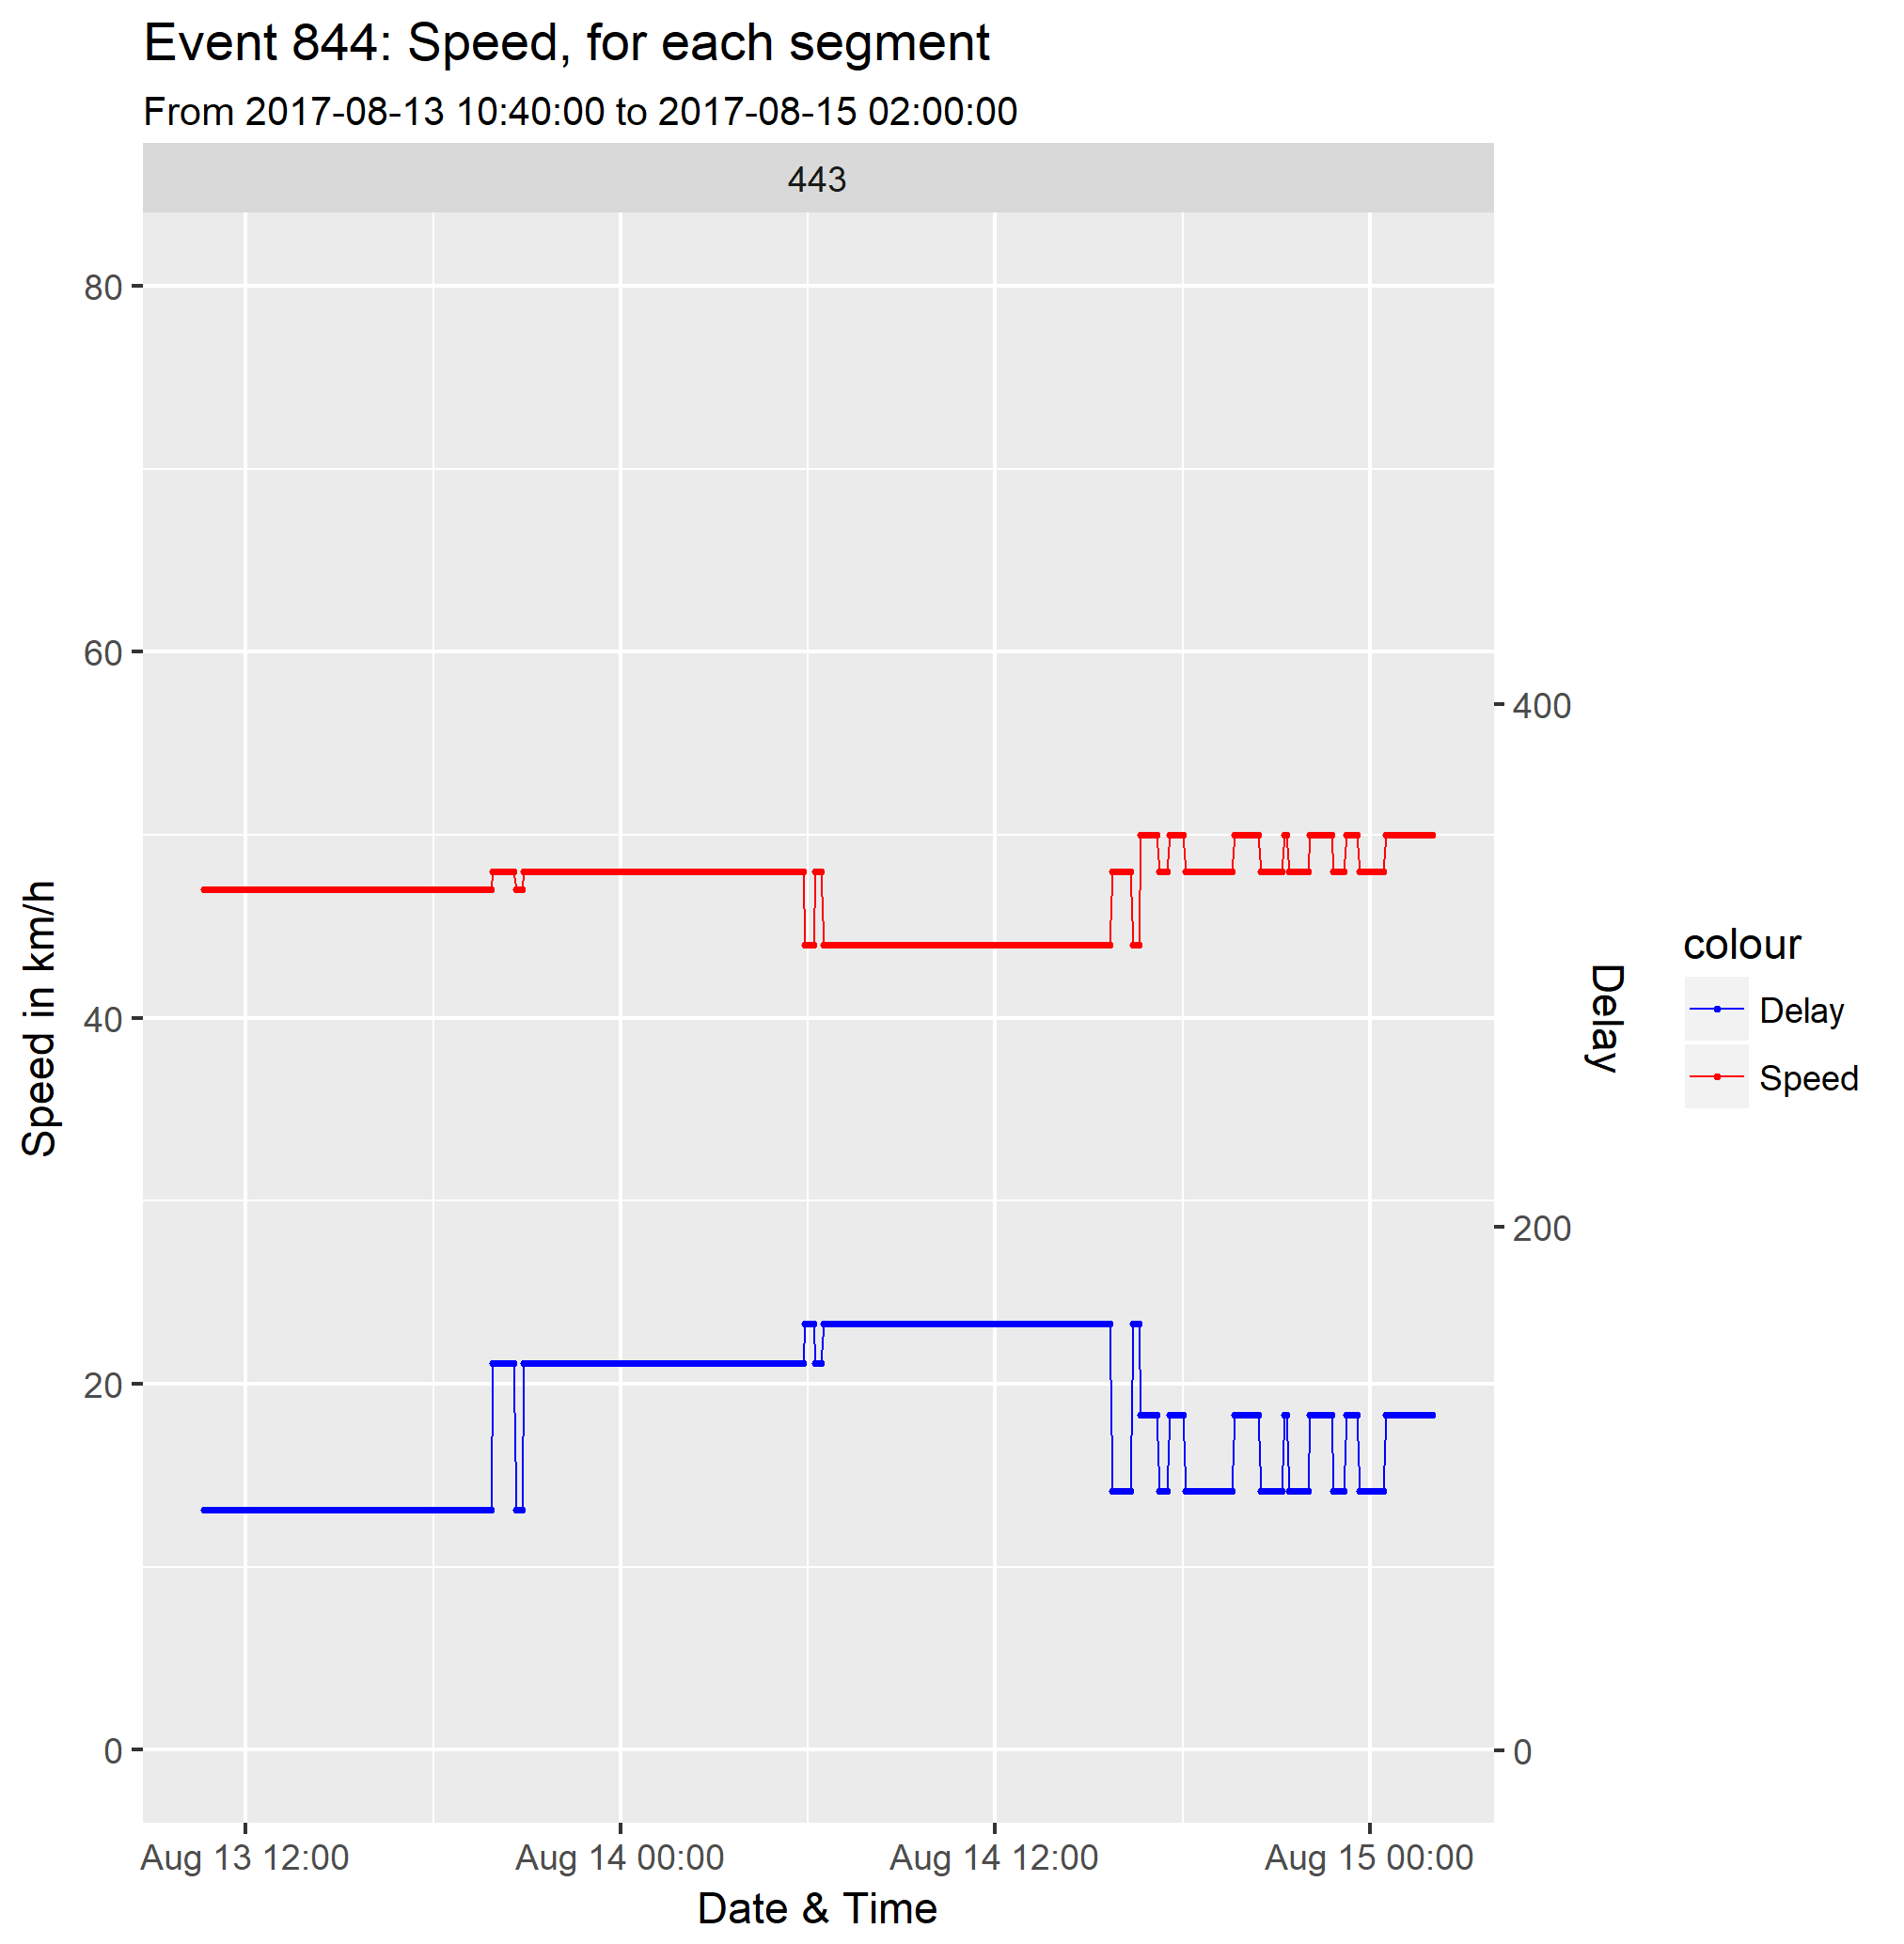 Event 844: Speed, for each segment
From 2017-08-13 10:40:00 to 2017-08-15 02:00:00
443
80
60
40
20
0
Speed in km/h
400
200
0
Delay
Aug 13 12:00
Aug 14 00:00
Aug 14 12:00
Aug 15 00:00
Date & Time
colour
Delay
Speed